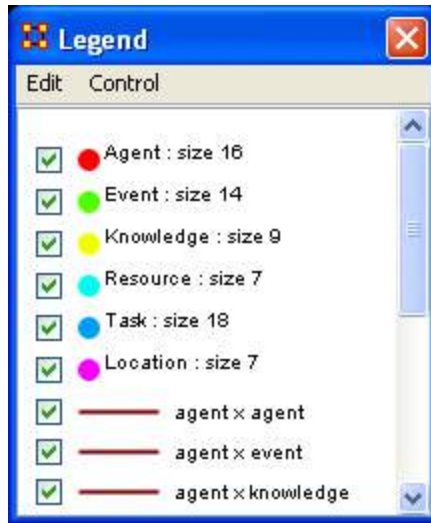 Legend
Edit Control
Agent : size 16
Event : size 14
Knowledge : size 9
Resource : size 7
Task : size 18
Location : size 7
agent x agent
agent x event
agent x knowledge